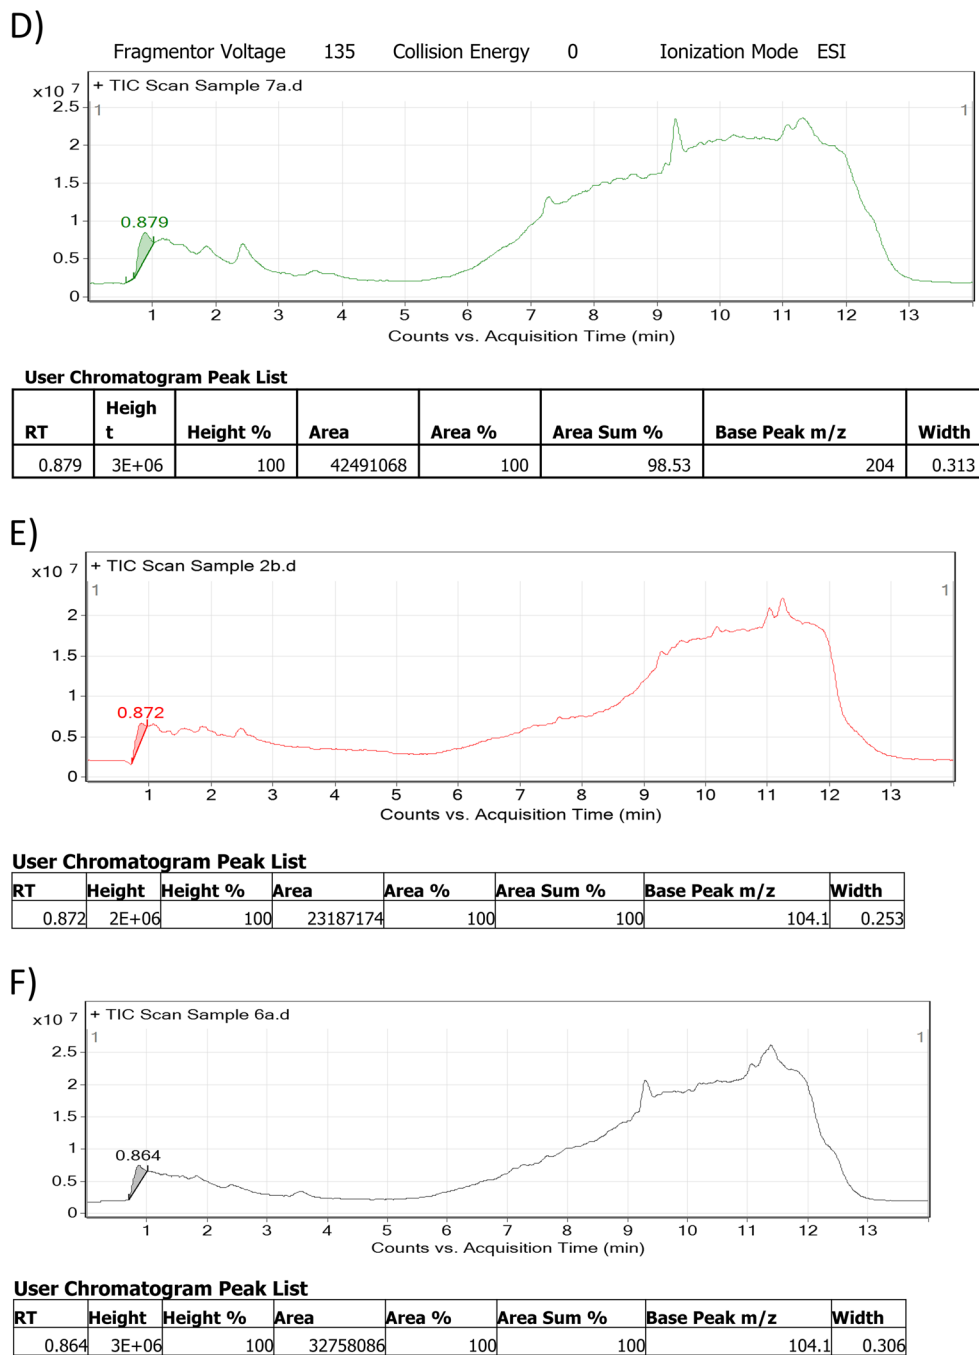 D)
Fragmentor Voltage 135 Collision Energy 0 Ionization Mode ESI
x10 7
+ TIC Scan Sample 7a.d
1 1
2.5
2
1.5
1
0.5
0
0.879
1 2 3 4 5 6 7 8 9 10 11 12 13
Counts vs. Acquisition Time (min)
User Chromatogram Peak List
RT Heigh
t Height % Area Area % Area Sum % Base Peak m/z Width
0.879 3E+06 100 42491068 100 98.53 204 0.313
E)
x10 7
+ TIC Scan Sample 2b.d
1 1
2
1.5
1
0.5
0
0.872
1 2 3 4 5 6 7 8 9 10 11 12 13
Counts vs. Acquisition Time (min)
User Chromatogram Peak List
RT Height Height % Area Area % Area Sum % Base Peak m/z Width
0.872 2E+06 100 23187174 100 100 104.1 0.253
F)
x10 7
+ TIC Scan Sample 6a.d
1 1
2.5
2
1.5
1
0.5
0
0.864
1 2 3 4 5 6 7 8 9 10 11 12 13
Counts vs. Acquisition Time (min)
User Chromatogram Peak List
RT Height Height % Area Area % Area Sum % Base Peak m/z Width
0.864 3E+06 100 32758086 100 100 104.1 0.306